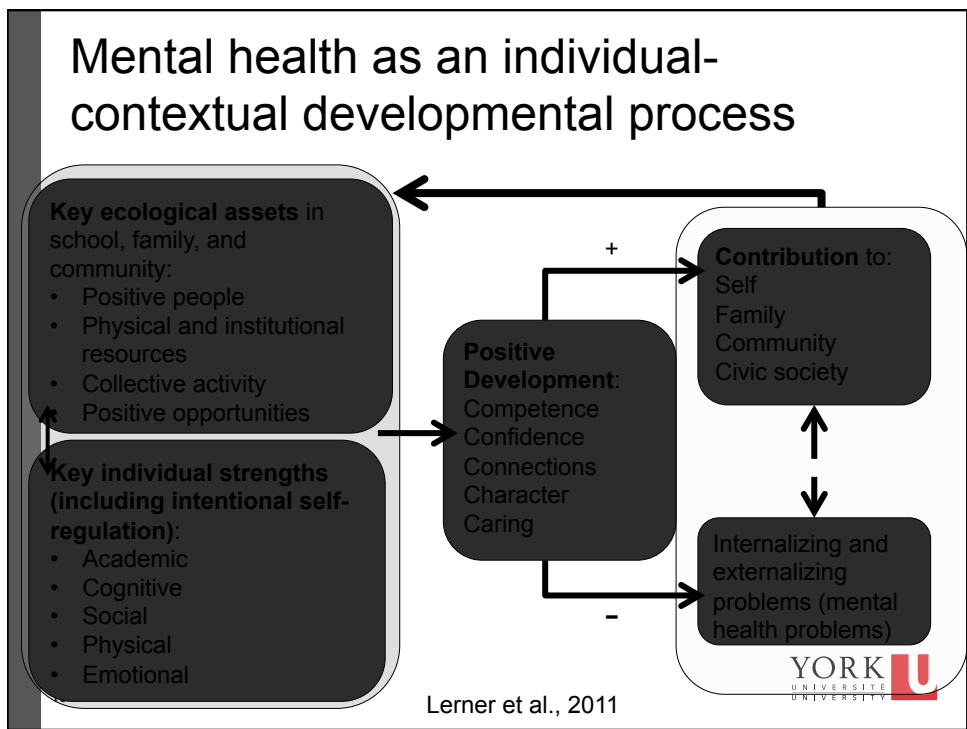 Mental health as an individual-
contextual developmental process
Key ecological assets in
school, family, and
community:
• Positive people
• Physical and institutional
resources
• Collective activity
• Positive opportunities
Key individual strengths
(including intentional self-
regulation):
• Academic
• Cognitive
• Social
• Physical
• Emotional
Positive
Development:
Competence
Confidence
Connections
Character
Caring
+
–
Contribution to:
Self
Family
Community
Civic society
Internalizing and
externalizing
problems (mental
health problems)
Lerner et al., 2011
YORK U
UNIVERSITÉ
UNIVERSITY